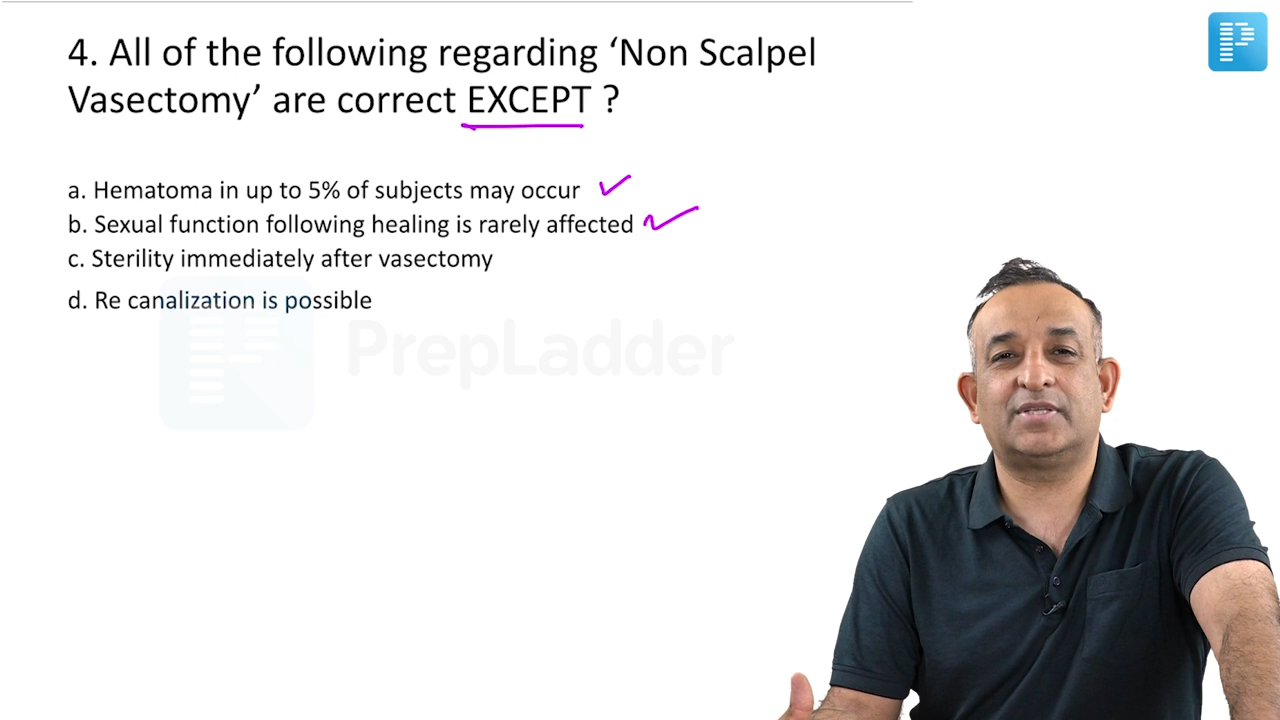 4. All of the following regarding ‘Non Scalpel
Vasectomy’ are correct EXCEPT ?
a. Hematoma in up to 5% of subjects may occur
b. Sexual function following healing is rarely affected
c. Sterility immediately after vasectomy
d. Re canalization is possible
PrepLadder